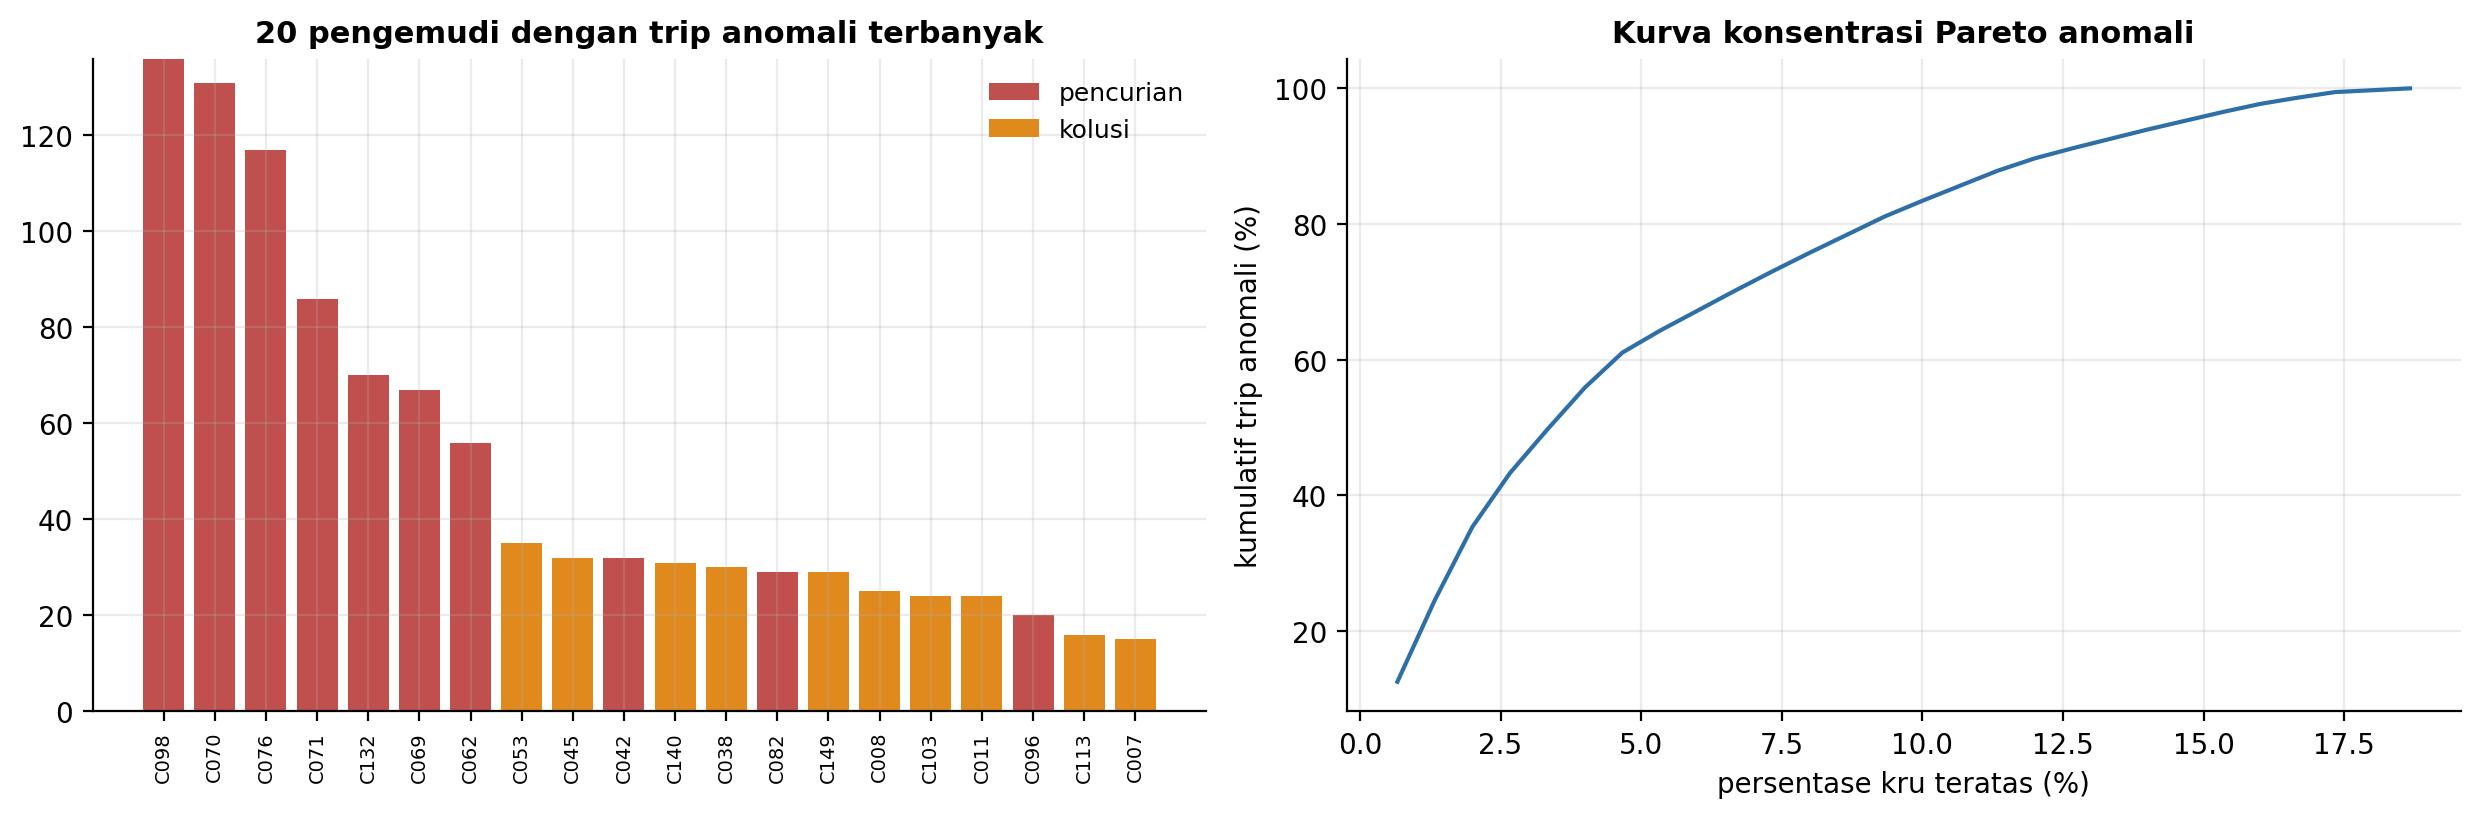 20 pengemudi dengan trip anomali terbanyak
pencurian
kolusi
120
100
80
60
40
20
0
C098
C070
C076
C071
C132
C069
C062
C053
C045
C042
C140
C038
C082
C149
C008
C103
C011
C096
C113
C007
Kurva konsentrasi Pareto anomali
kumulatif trip anomali (%)
100
80
60
40
20
0.0
2.5
5.0
7.5
10.0
12.5
15.0
17.5
persentase kru teratas (%)